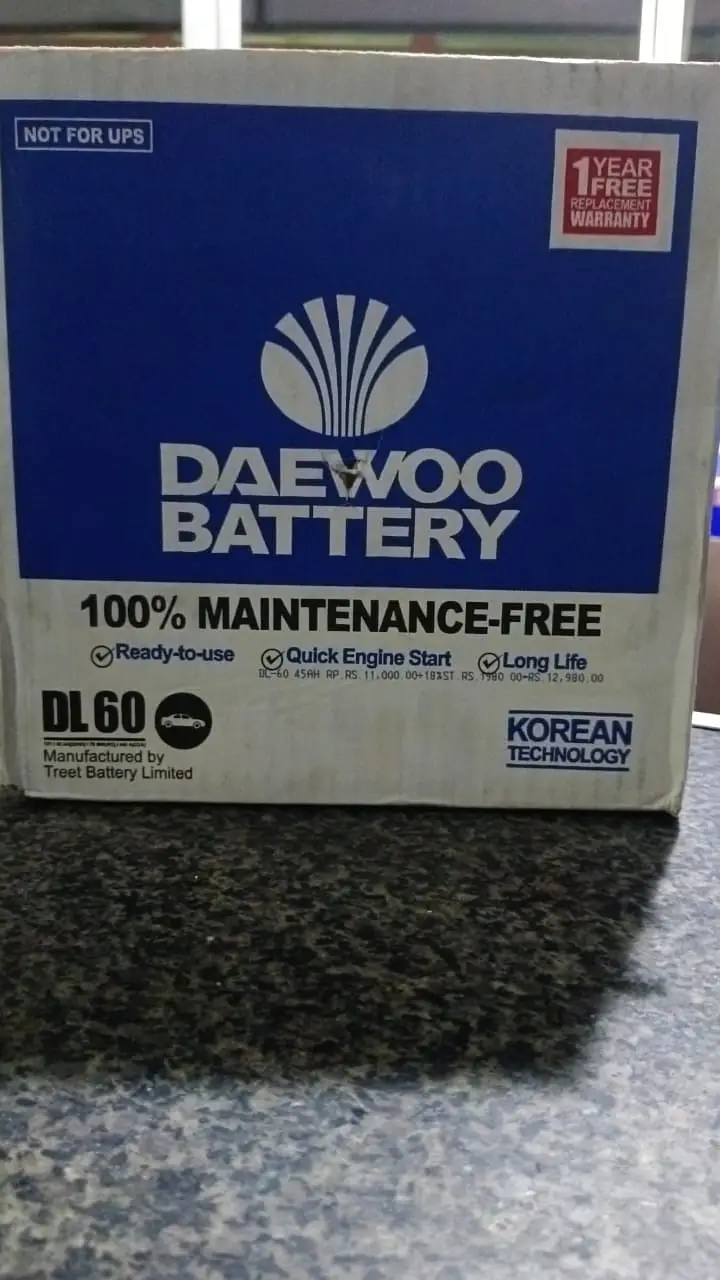 NOT FOR UPS
1 YEAR
FREE
REPLACEMENT
WARRANTY
DAEWOO
BATTERY
100% MAINTENANCE-FREE
Ready-to-use Quick Engine Start Long Life
DL-60 45AH RP.RS.11,000.00+18%ST.RS.1980 00=RS.12,980.00
DL 60
Manufactured by
Treet Battery Limited
KOREAN
TECHNOLOGY